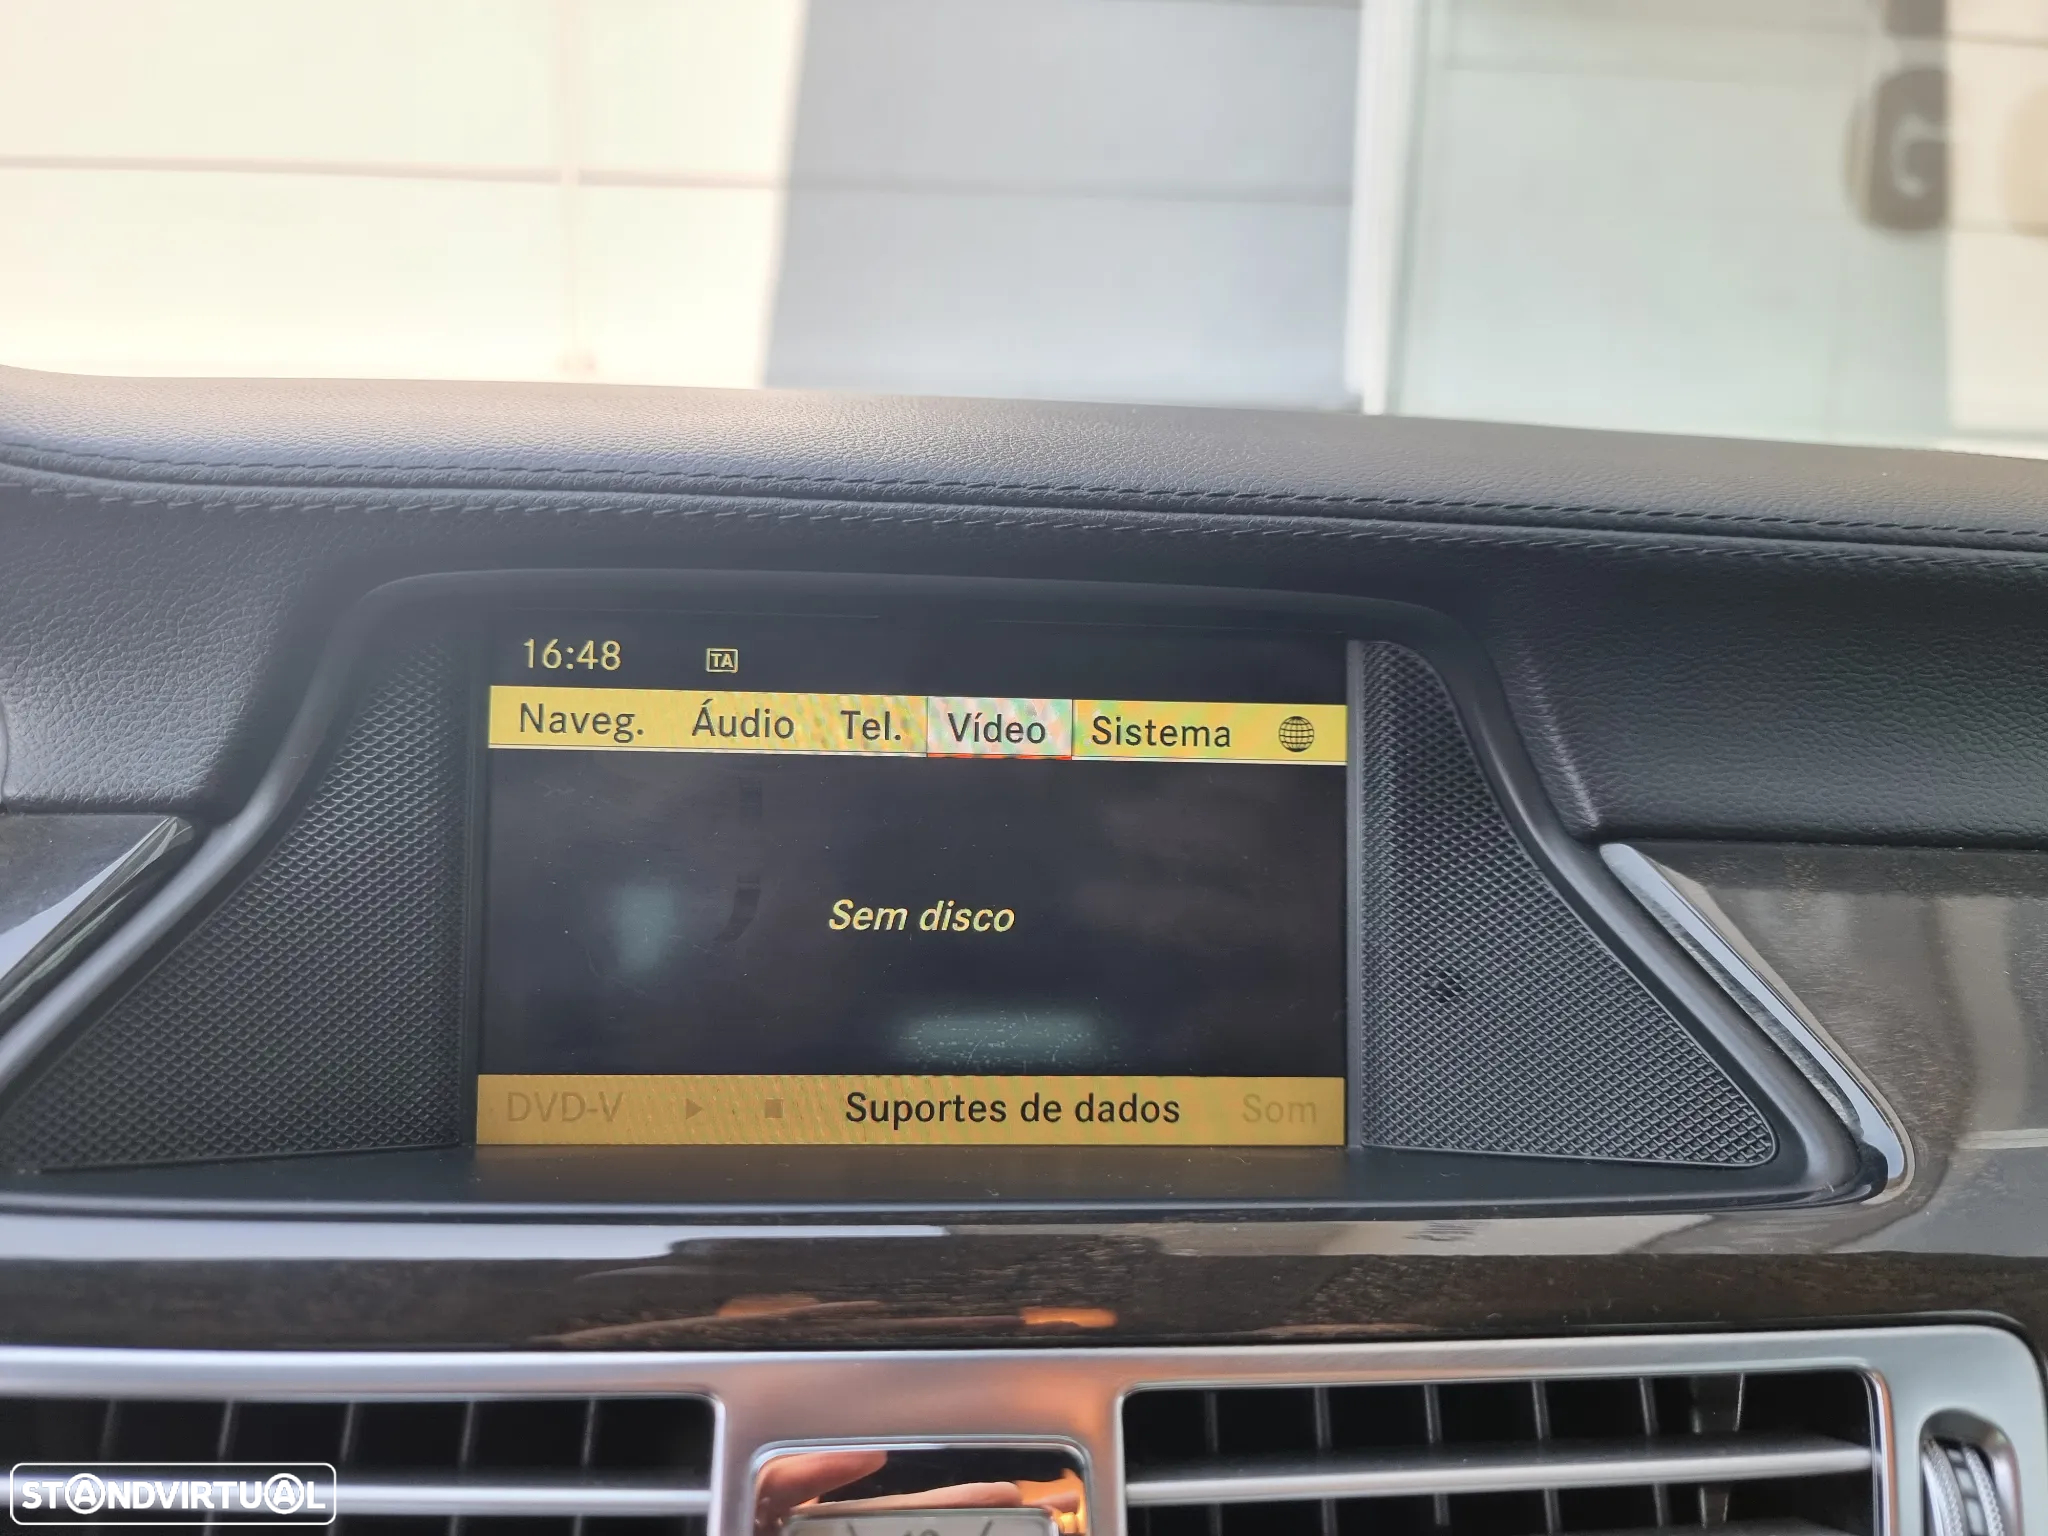 G
16:48 TA
Naveg. Áudio Tel. Vídeo Sistema
Sem disco
DVD-V Suportes de dados Som
STANDVIRTUAL